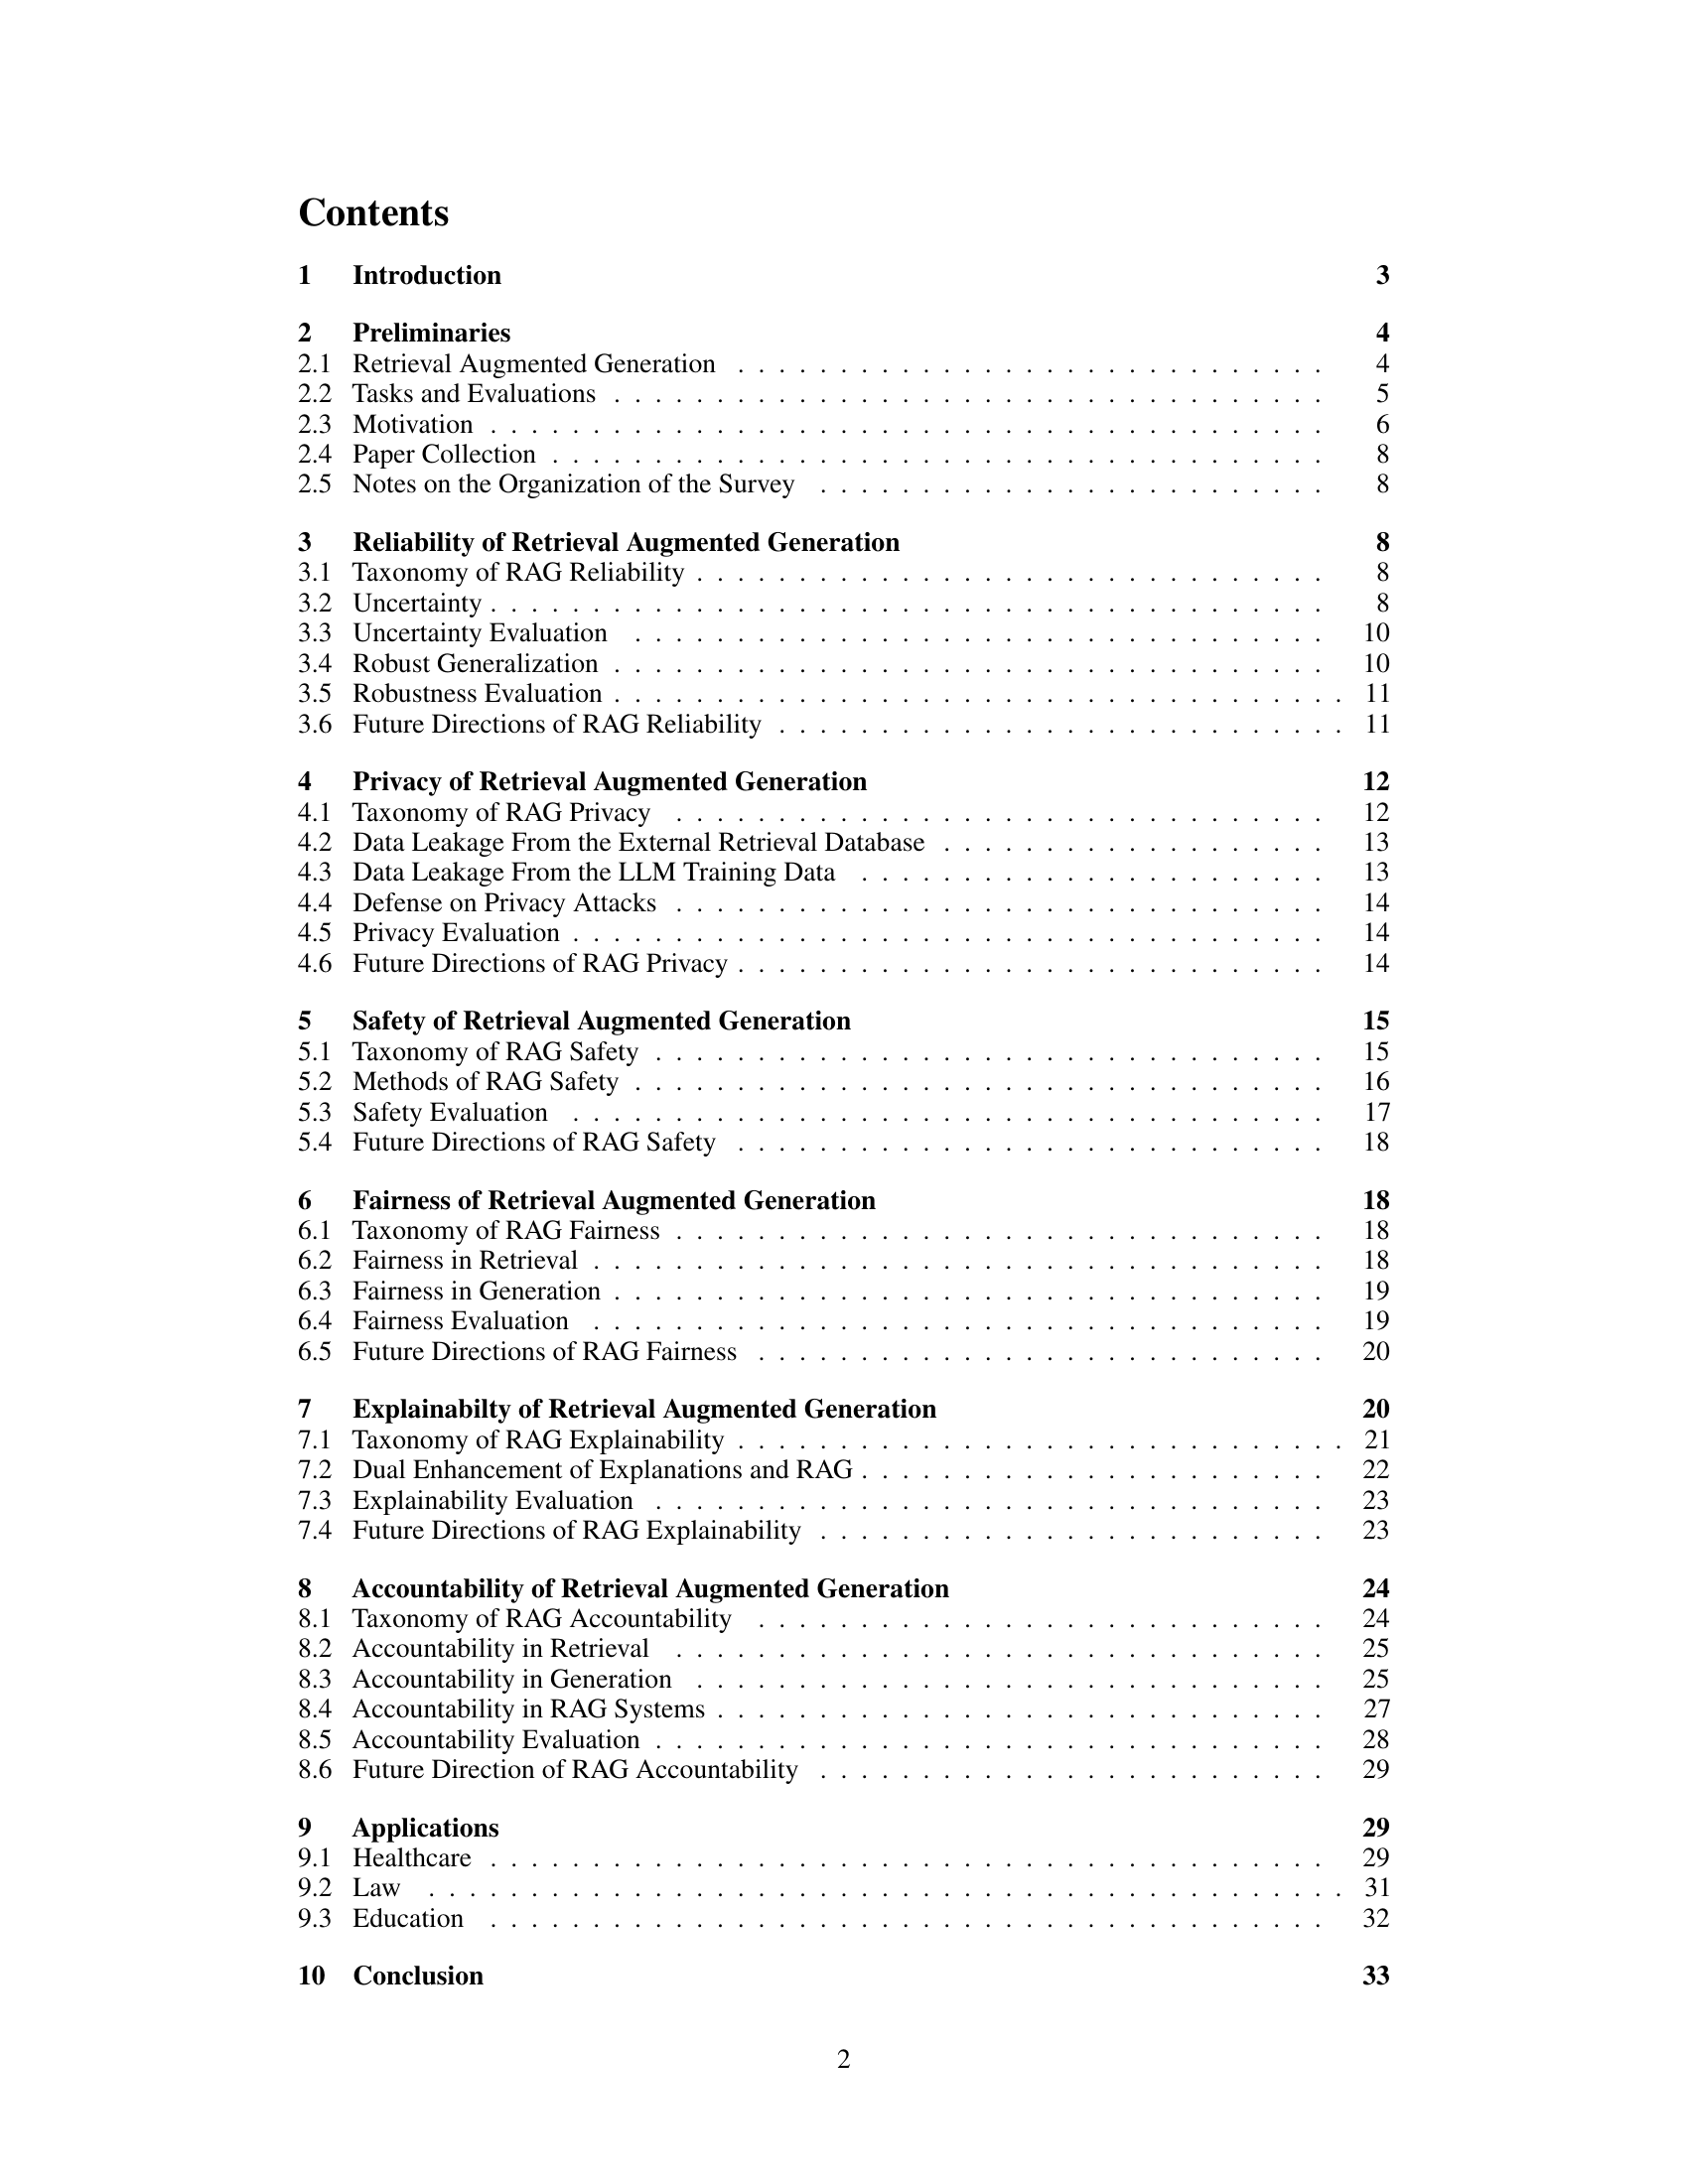 Contents
1 Introduction 3
2 Preliminaries 4
2.1 Retrieval Augmented Generation . . . . . . . . . . . . . . . . . . . . . . . . . . . . . 4
2.2 Tasks and Evaluations . . . . . . . . . . . . . . . . . . . . . . . . . . . . . . . . . . . 5
2.3 Motivation . . . . . . . . . . . . . . . . . . . . . . . . . . . . . . . . . . . . . . . . . 6
2.4 Paper Collection . . . . . . . . . . . . . . . . . . . . . . . . . . . . . . . . . . . . . . 8
2.5 Notes on the Organization of the Survey . . . . . . . . . . . . . . . . . . . . . . . . . 8
3 Reliability of Retrieval Augmented Generation 8
3.1 Taxonomy of RAG Reliability . . . . . . . . . . . . . . . . . . . . . . . . . . . . . . . 8
3.2 Uncertainty . . . . . . . . . . . . . . . . . . . . . . . . . . . . . . . . . . . . . . . . . 8
3.3 Uncertainty Evaluation . . . . . . . . . . . . . . . . . . . . . . . . . . . . . . . . . . 10
3.4 Robust Generalization . . . . . . . . . . . . . . . . . . . . . . . . . . . . . . . . . . . 10
3.5 Robustness Evaluation . . . . . . . . . . . . . . . . . . . . . . . . . . . . . . . . . . . . 11
3.6 Future Directions of RAG Reliability . . . . . . . . . . . . . . . . . . . . . . . . . . . . 11
4 Privacy of Retrieval Augmented Generation 12
4.1 Taxonomy of RAG Privacy . . . . . . . . . . . . . . . . . . . . . . . . . . . . . . . . 12
4.2 Data Leakage From the External Retrieval Database . . . . . . . . . . . . . . . . . . . 13
4.3 Data Leakage From the LLM Training Data . . . . . . . . . . . . . . . . . . . . . . . 13
4.4 Defense on Privacy Attacks . . . . . . . . . . . . . . . . . . . . . . . . . . . . . . . . 14
4.5 Privacy Evaluation . . . . . . . . . . . . . . . . . . . . . . . . . . . . . . . . . . . . . 14
4.6 Future Directions of RAG Privacy . . . . . . . . . . . . . . . . . . . . . . . . . . . . . 14
5 Safety of Retrieval Augmented Generation 15
5.1 Taxonomy of RAG Safety . . . . . . . . . . . . . . . . . . . . . . . . . . . . . . . . . 15
5.2 Methods of RAG Safety . . . . . . . . . . . . . . . . . . . . . . . . . . . . . . . . . . 16
5.3 Safety Evaluation . . . . . . . . . . . . . . . . . . . . . . . . . . . . . . . . . . . . . 17
5.4 Future Directions of RAG Safety . . . . . . . . . . . . . . . . . . . . . . . . . . . . . 18
6 Fairness of Retrieval Augmented Generation 18
6.1 Taxonomy of RAG Fairness . . . . . . . . . . . . . . . . . . . . . . . . . . . . . . . . 18
6.2 Fairness in Retrieval . . . . . . . . . . . . . . . . . . . . . . . . . . . . . . . . . . . . 18
6.3 Fairness in Generation . . . . . . . . . . . . . . . . . . . . . . . . . . . . . . . . . . . 19
6.4 Fairness Evaluation . . . . . . . . . . . . . . . . . . . . . . . . . . . . . . . . . . . . 19
6.5 Future Directions of RAG Fairness . . . . . . . . . . . . . . . . . . . . . . . . . . . . 20
7 Explainabilty of Retrieval Augmented Generation 20
7.1 Taxonomy of RAG Explainability . . . . . . . . . . . . . . . . . . . . . . . . . . . . . . 21
7.2 Dual Enhancement of Explanations and RAG . . . . . . . . . . . . . . . . . . . . . . . 22
7.3 Explainability Evaluation . . . . . . . . . . . . . . . . . . . . . . . . . . . . . . . . . 23
7.4 Future Directions of RAG Explainability . . . . . . . . . . . . . . . . . . . . . . . . . 23
8 Accountability of Retrieval Augmented Generation 24
8.1 Taxonomy of RAG Accountability . . . . . . . . . . . . . . . . . . . . . . . . . . . . 24
8.2 Accountability in Retrieval . . . . . . . . . . . . . . . . . . . . . . . . . . . . . . . . 25
8.3 Accountability in Generation . . . . . . . . . . . . . . . . . . . . . . . . . . . . . . . 25
8.4 Accountability in RAG Systems . . . . . . . . . . . . . . . . . . . . . . . . . . . . . . 27
8.5 Accountability Evaluation . . . . . . . . . . . . . . . . . . . . . . . . . . . . . . . . . 28
8.6 Future Direction of RAG Accountability . . . . . . . . . . . . . . . . . . . . . . . . . 29
9 Applications 29
9.1 Healthcare . . . . . . . . . . . . . . . . . . . . . . . . . . . . . . . . . . . . . . . . . 29
9.2 Law . . . . . . . . . . . . . . . . . . . . . . . . . . . . . . . . . . . . . . . . . . . . . 31
9.3 Education . . . . . . . . . . . . . . . . . . . . . . . . . . . . . . . . . . . . . . . . . 32
10 Conclusion 33
2